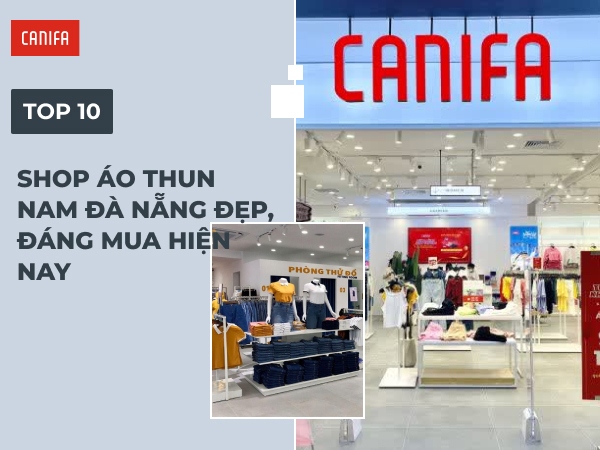 CANIFA
TOP 10
SHOP ÁO THUN
NAM ĐÀ NẴNG ĐẸP,
ĐÁNG MUA HIỆN
NAY
CANIFA
PHÒNG THỬ ĐỒ